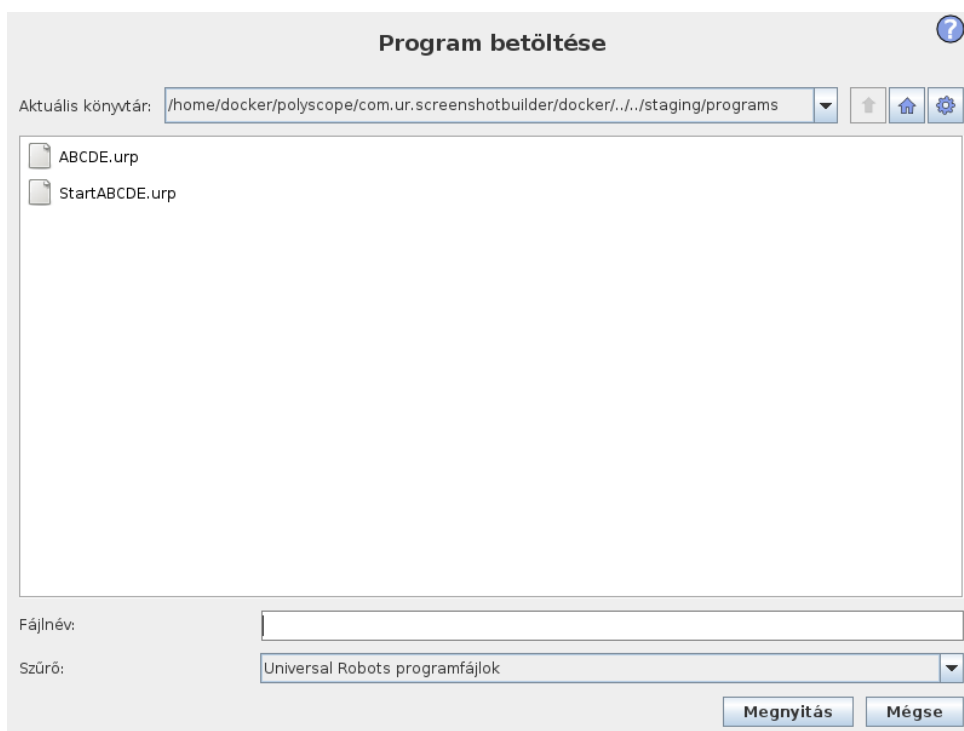 Program betöltése
?
Aktuális könyvtár: /home/docker/polyscope/com.ur.screenshotbuilder/docker/../../staging/programs
ABCDE.urp
StartABCDE.urp
Fájlnév:
Szűrő: Universal Robots programfájlok
Megnyitás Mégse